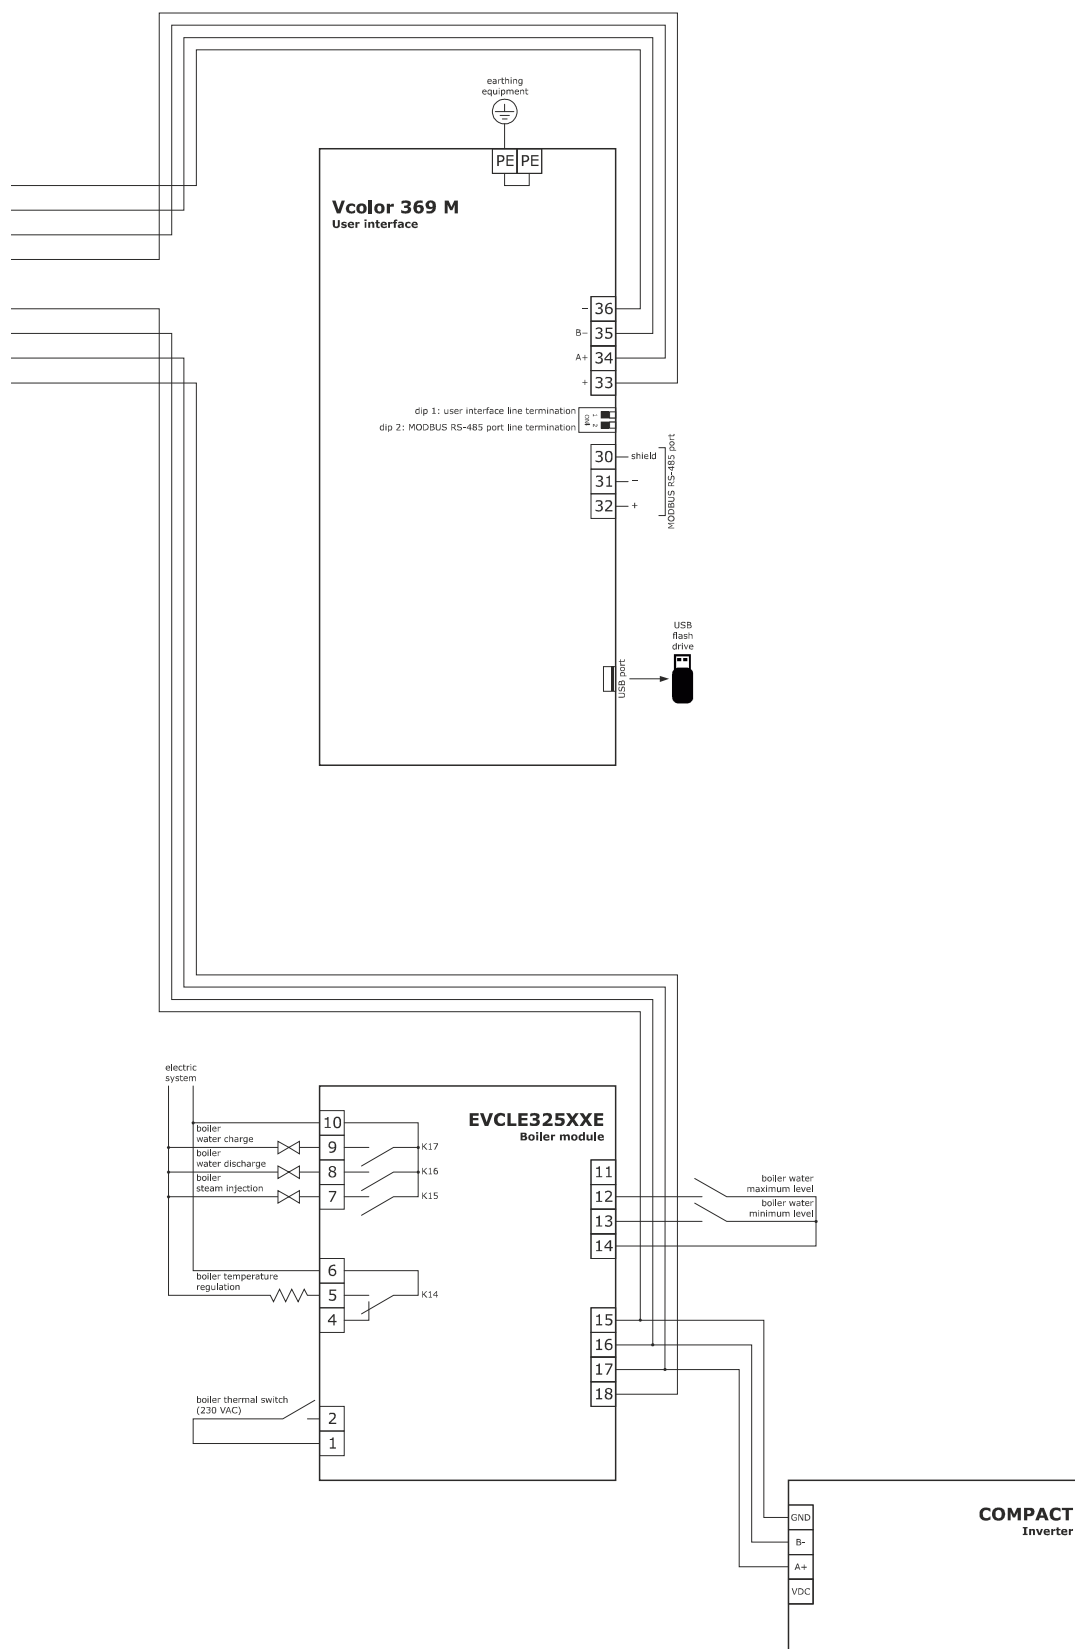 earthing
equipment
PE PE
Vcolor 369 M
User interface
− 36
B− 35
A+ 34
+ 33
dip 1: user interface line termination
dip 2: MODBUS RS-485 port line termination
ON
1
2
30 shield
31 −
32 +
MODBUS RS-485 port
USB
flash
drive
USB port
electric
system
EVCLE325XXE
Boiler module
10
boiler
water charge
9
K17
boiler
water discharge
8
K16
boiler
steam injection
7
K15
11
12
13
14
boiler water
maximum level
boiler water
minimum level
6
boiler temperature
regulation
5
K14
4
15
16
17
18
boiler thermal switch
(230 VAC)
2
1
COMPACT
Inverter
GND
B-
A+
VDC